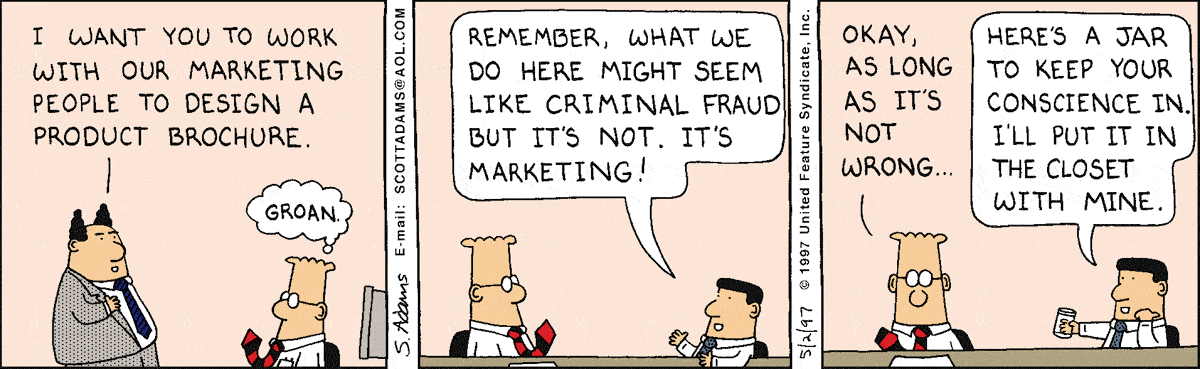 I WANT YOU TO WORK
WITH OUR MARKETING
PEOPLE TO DESIGN A
PRODUCT BROCHURE.
GROAN.
S. Adams E-mail: SCOTTADAMS@AOL.COM
REMEMBER, WHAT WE
DO HERE MIGHT SEEM
LIKE CRIMINAL FRAUD
BUT IT'S NOT. IT'S
MARKETING!
5/2/97 © 1997 United Feature Syndicate, Inc.
OKAY,
AS LONG
AS IT'S
NOT
WRONG...
HERE'S A JAR
TO KEEP YOUR
CONSCIENCE IN.
I'LL PUT IT IN
THE CLOSET
WITH MINE.